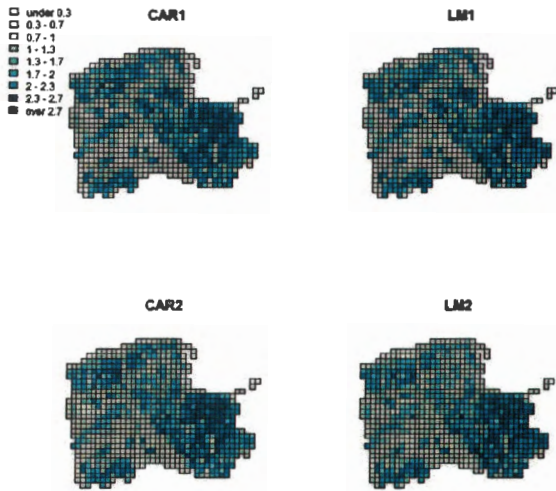 under 0.3
0.3 - 0.7
0.7 - 1
1 - 1.3
1.3 - 1.7
1.7 - 2
2 - 2.3
2.3 - 2.7
over 2.7
CAR1
LM1
CAR2
LM2